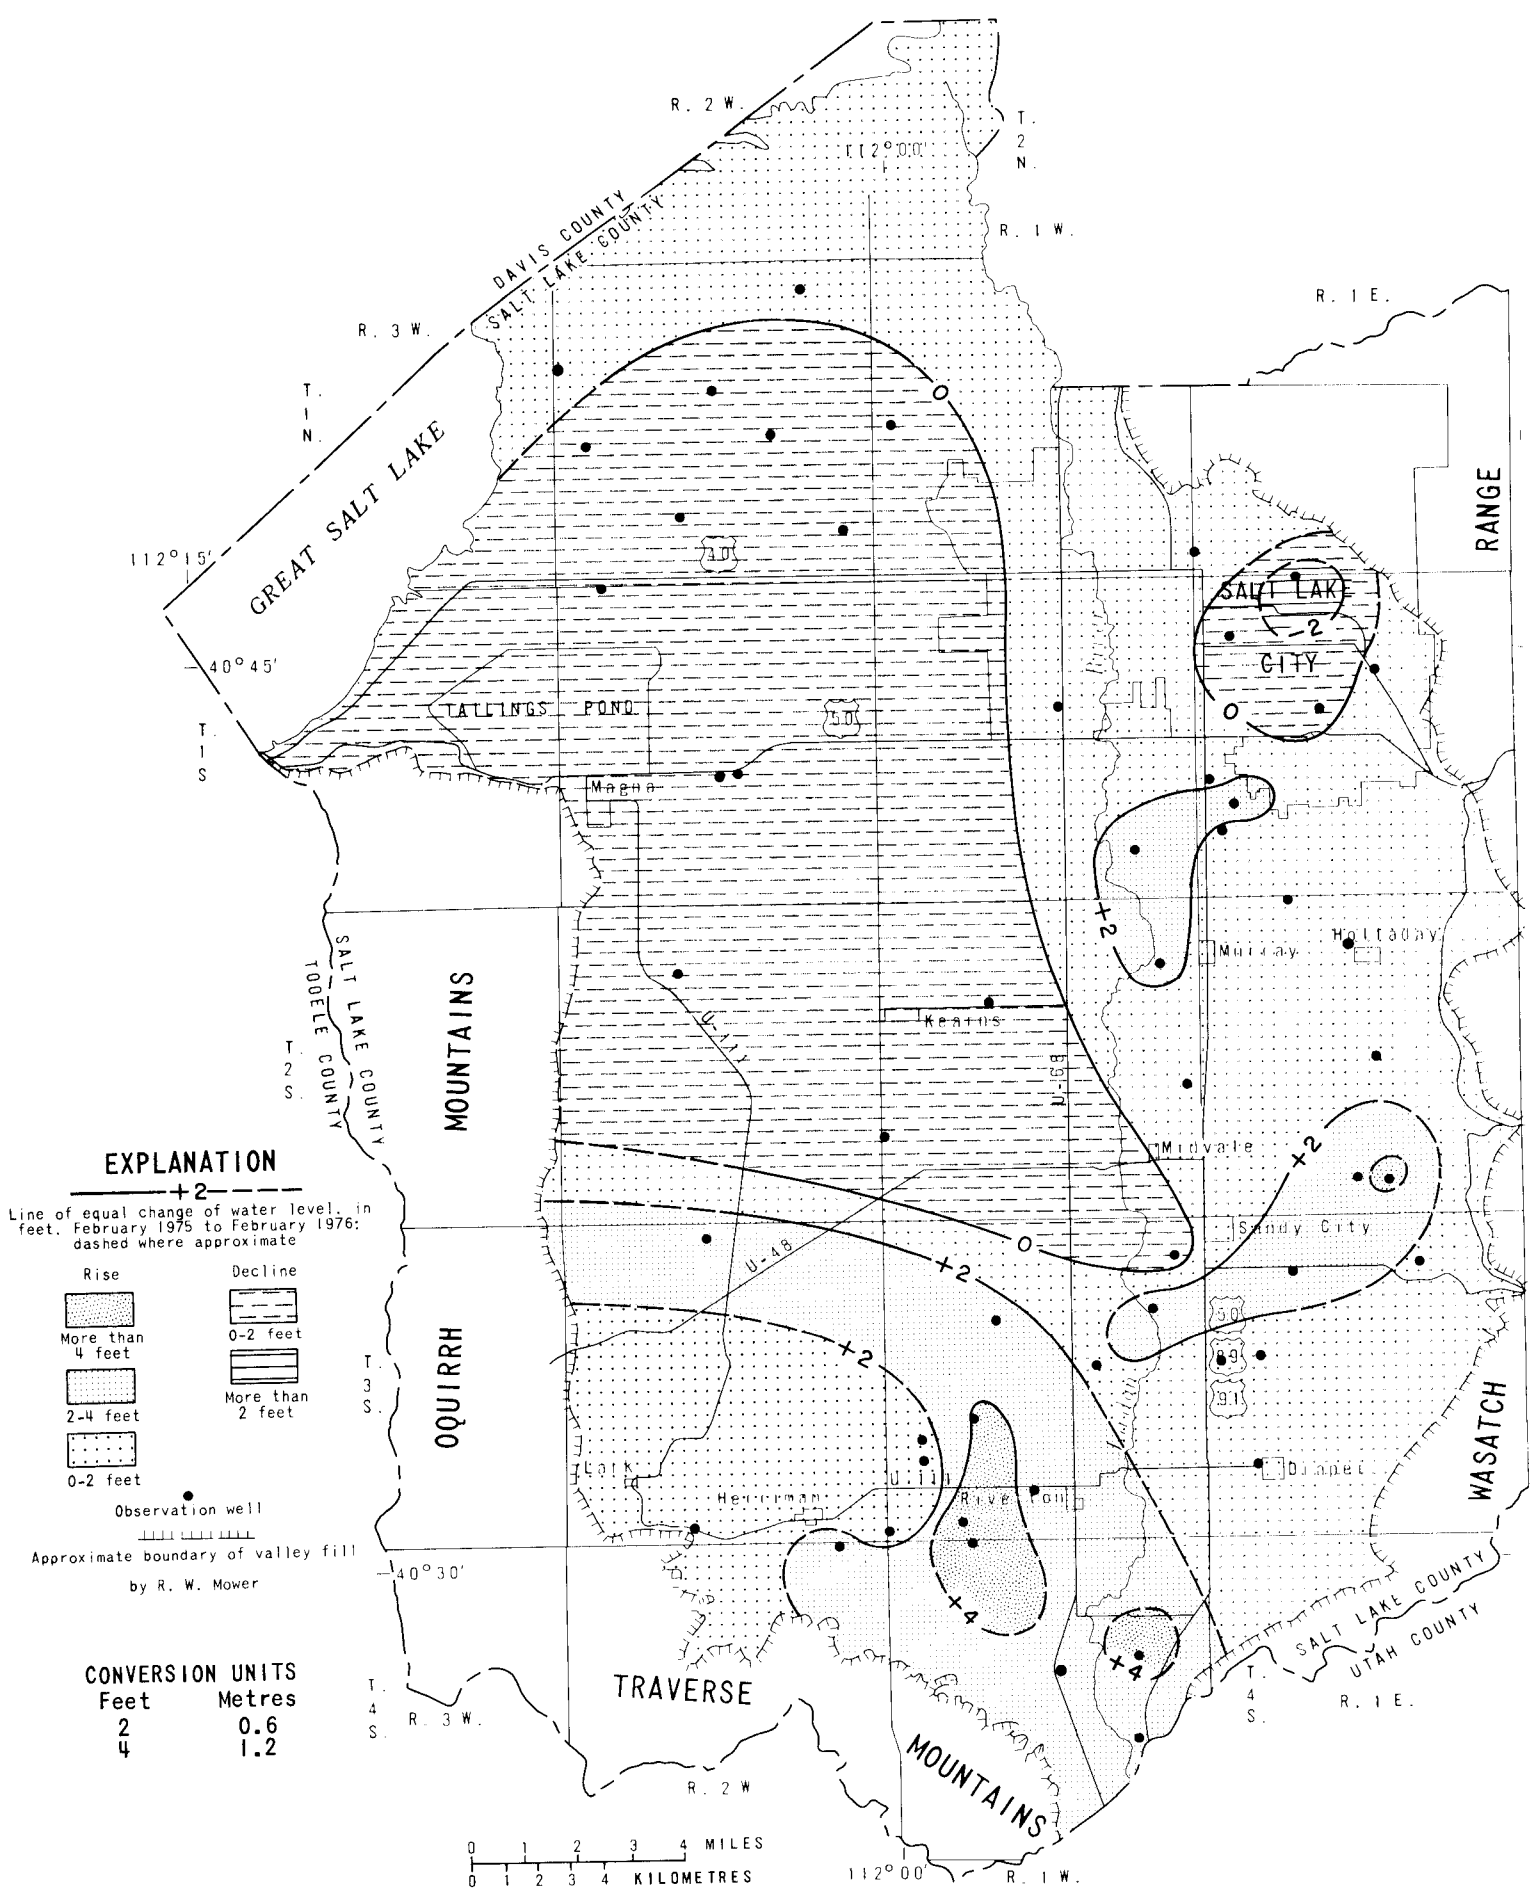 R. 2 W.
T. 2 N.
112°00'
DAVIS COUNTY
SALT LAKE COUNTY
R. 1 W.
R. 1 E.
R. 3 W.
T. 1 N.
0
GREAT SALT LAKE
RANGE
40
112°15'
SALT LAKE
-2
CITY
40°45'
TAILINGS POND
50
0
T. 1 S
Magna
+2
Murray
Holladay
SALT LAKE COUNTY
TOOELE COUNTY
MOUNTAINS
U-111
Kearns
T. 2 S.
U-68
Midvale
+2
EXPLANATION
+2
Line of equal change of water level, in
feet, February 1975 to February 1976;
dashed where approximate
Rise
Decline
More than
4 feet
0-2 feet
2-4 feet
More than
2 feet
0-2 feet
Observation well
Approximate boundary of valley fill
by R. W. Mower
Sandy City
U-48
0
+2
50
89
91
T. 3 S.
OQUIRRH
+2
WASATCH
Lark
Herriman
U-111
Riverton
Draper
40°30'
+4
+4
SALT LAKE COUNTY
UTAH COUNTY
CONVERSION UNITS
Feet Metres
2 0.6
4 1.2
T. 4 S.
R. 3 W.
TRAVERSE
MOUNTAINS
T. 4 S.
R. 1 E.
R. 2 W
0 1 2 3 4 MILES
0 1 2 3 4 KILOMETRES
112°00'
R. 1 W.